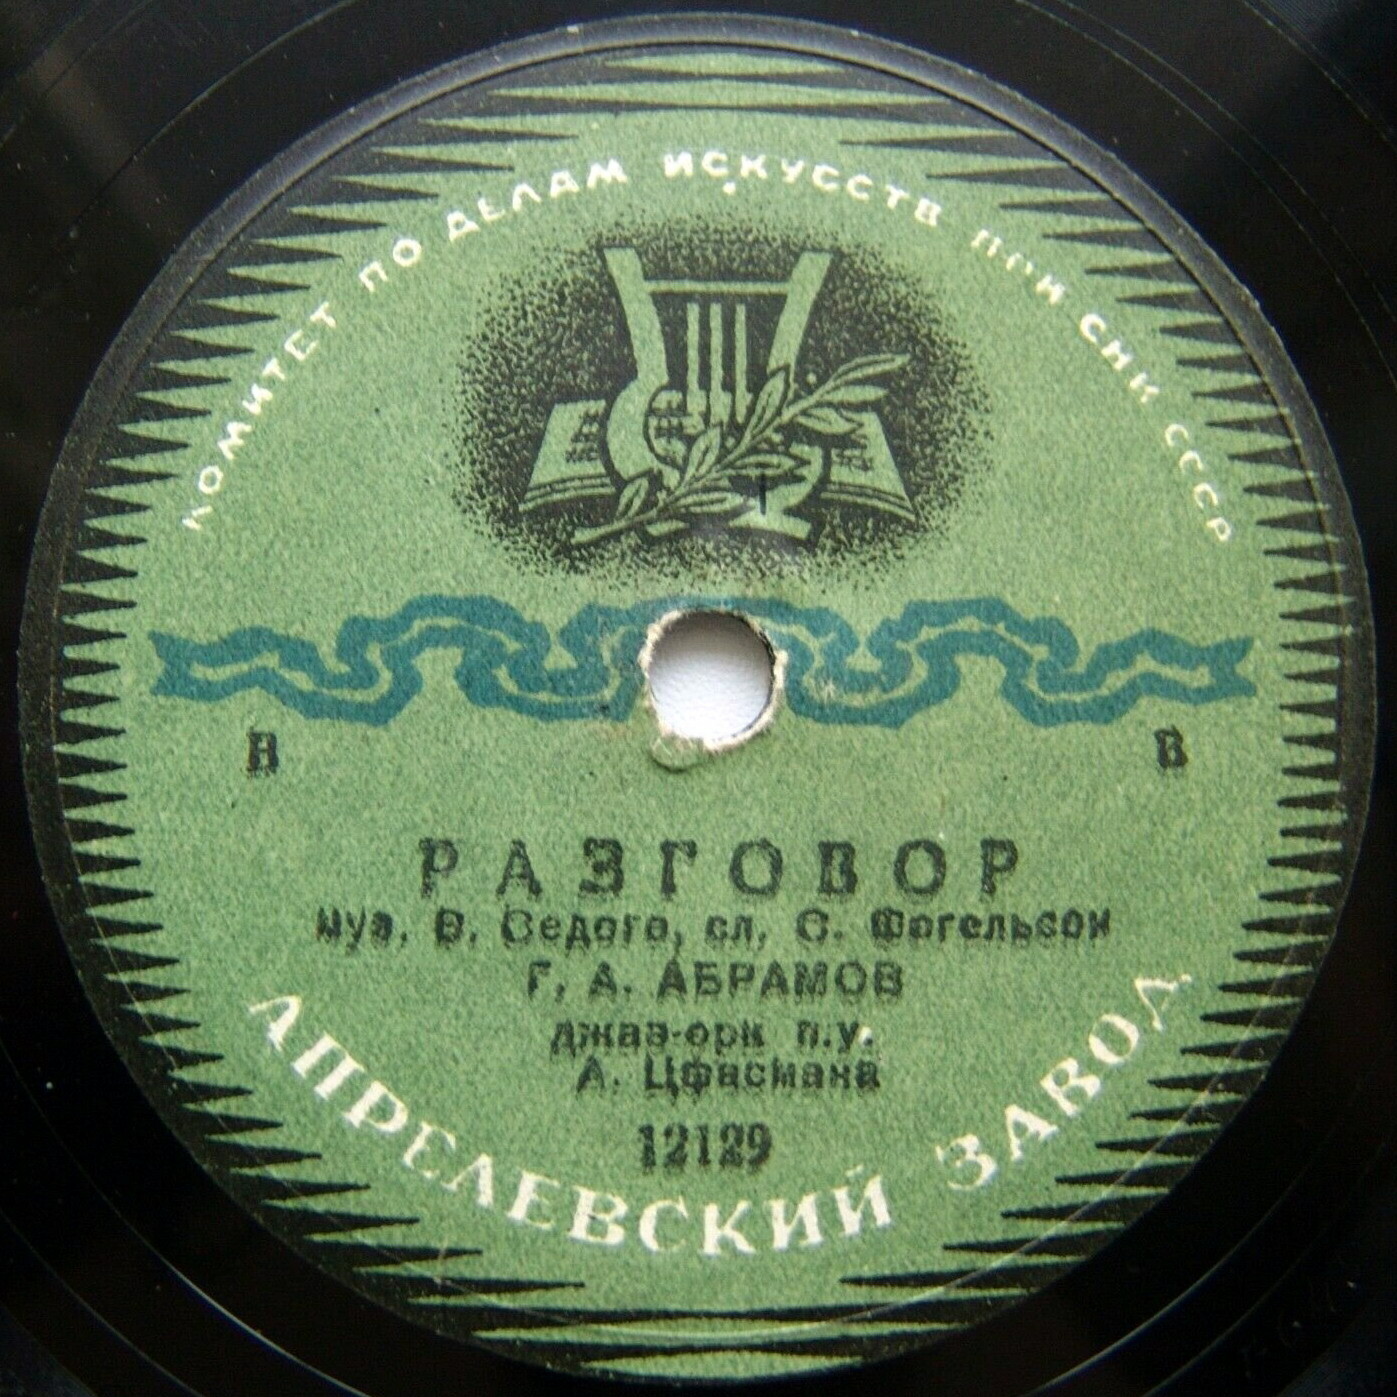 КОМИТЕТ ПО ДЕЛАМ ИСКУССТВ ПРИ СНК СССР
В В
РАЗГОВОР
муз. В. Седого, сл. С. Фогельсон
Г. А. АБРАМОВ
джаз-орк п.у.
А. Цфасмана
12129
АПРЕЛЕВСКИЙ ЗАВОД